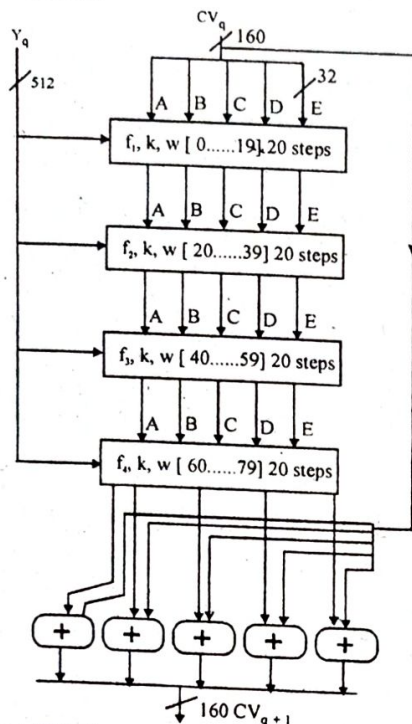 CV_q
Y_q
160
512
32
A B C D E
f₁, k, w [ 0......19].20 steps
A B C D E
f₂, k, w [ 20......39] 20 steps
A B C D E
f₃, k, w [ 40......59] 20 steps
A B C D E
f₄, k, w [ 60......79] 20 steps
+ + + + +
160 CV_q + 1